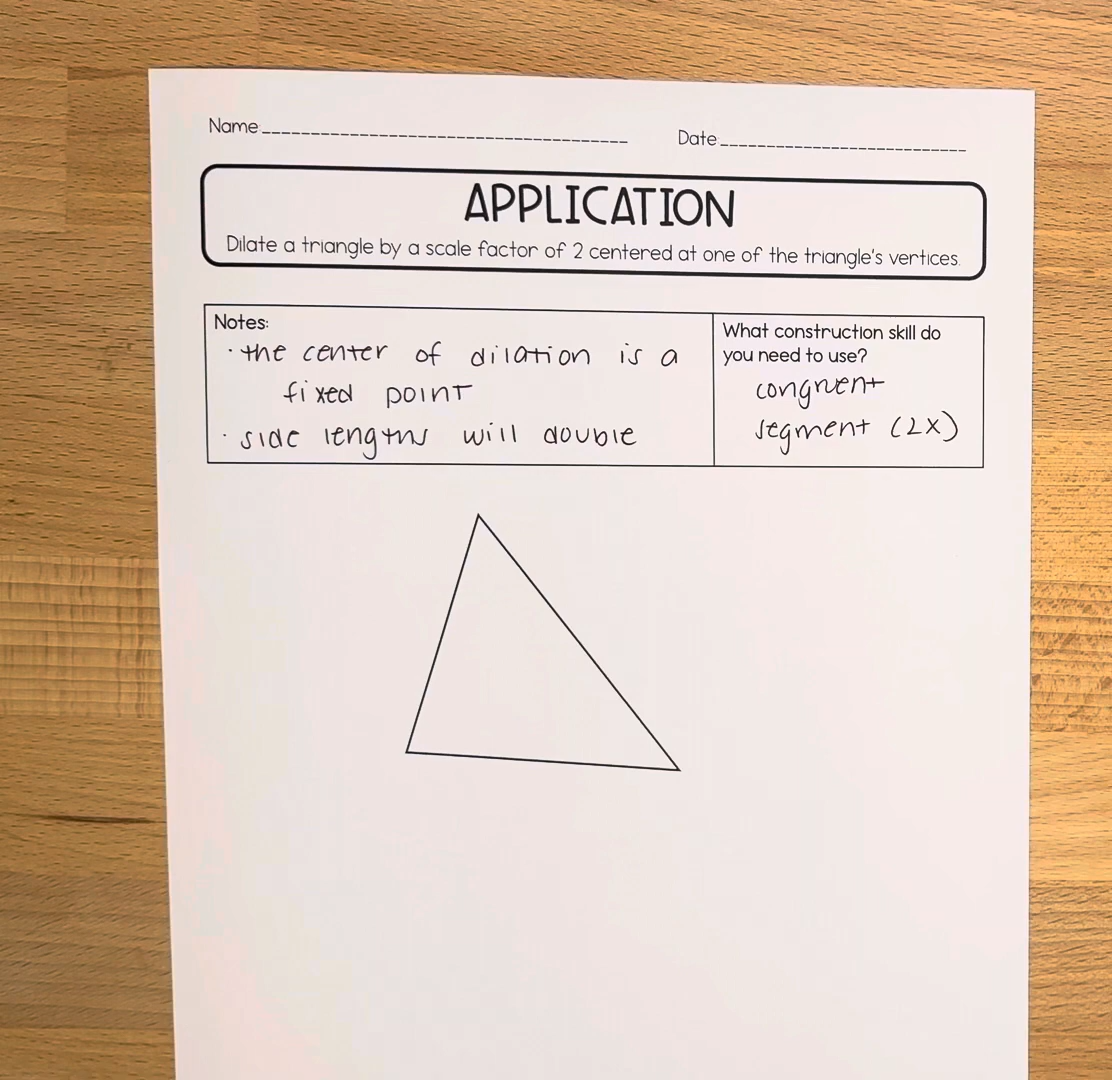 Name
Date
APPLICATION
Dilate a triangle by a scale factor of 2 centered at one of the triangle's vertices.
Notes:
· the center of dilation is a
fixed point
· side lengths will double
What construction skill do
you need to use?
congruent
segment (2x)